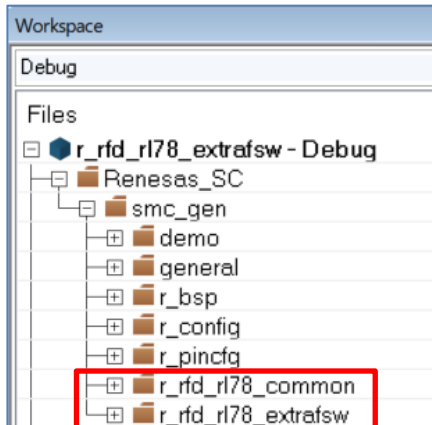 Workspace
Debug
Files
r_rfd_rl78_extrafsw - Debug
Renesas_SC
smc_gen
demo
general
r_bsp
r_config
r_pincfg
r_rfd_rl78_common
r_rfd_rl78_extrafsw